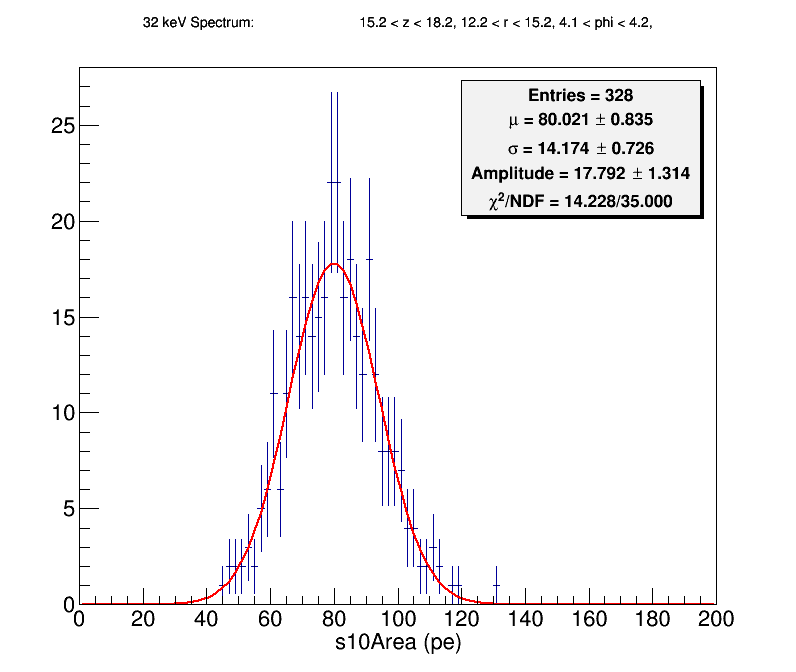 32 keV Spectrum: 15.2 < z < 18.2, 12.2 < r < 15.2, 4.1 < phi < 4.2,
Entries = 328
μ = 80.021 ± 0.835
σ = 14.174 ± 0.726
Amplitude = 17.792 ± 1.314
χ²/NDF = 14.228/35.000
25
20
15
10
5
0
0 20 40 60 80 100 120 140 160 180 200
s10Area (pe)